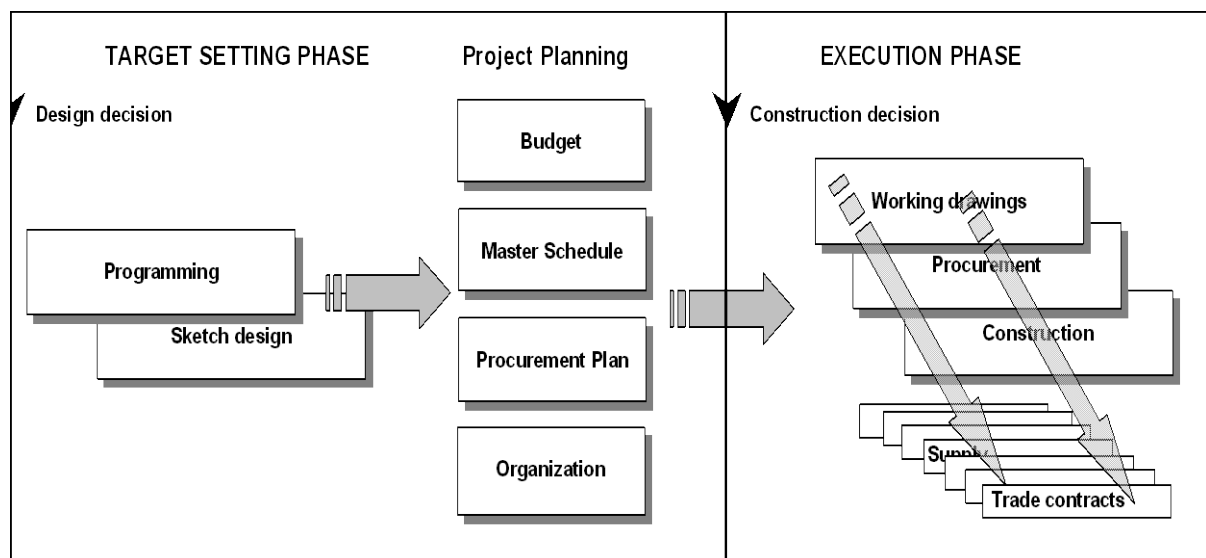 TARGET SETTING PHASE
Project Planning
EXECUTION PHASE
Design decision
Construction decision
Budget
Master Schedule
Procurement Plan
Organization
Programming
Sketch design
Working drawings
Procurement
Construction
Supply
Trade contracts